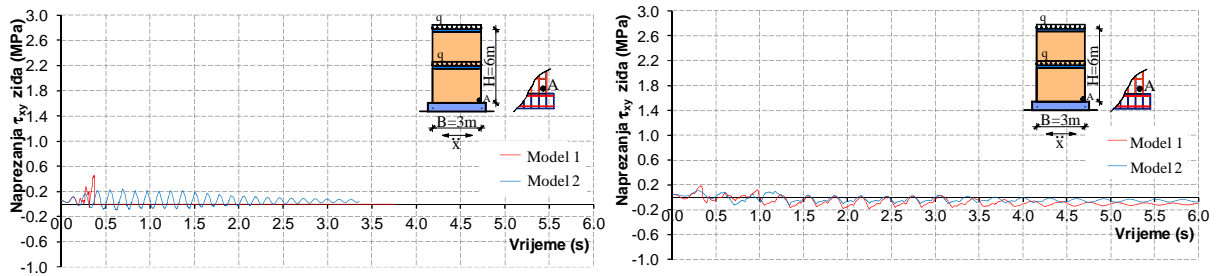 Naprezanja τxy ziđa (MPa)
3.0
2.6
2.2
1.8
1.4
1.0
0.6
0.2
-0.2
-0.6
-1.0
0.0 0.5 1.0 1.5 2.0 2.5 3.0 3.5 4.0 4.5 5.0 5.5 6.0
Vrijeme (s)
q
q
H=6m
A
A
B=3m
ẍ
Model 1
Model 2
Naprezanja τxy ziđa (MPa)
3.0
2.6
2.2
1.8
1.4
1.0
0.6
0.2
-0.2
-0.6
-1.0
0.0 0.5 1.0 1.5 2.0 2.5 3.0 3.5 4.0 4.5 5.0 5.5 6.0
Vrijeme (s)
q
q
H=6m
A
A
B=3m
ẍ
Model 1
Model 2